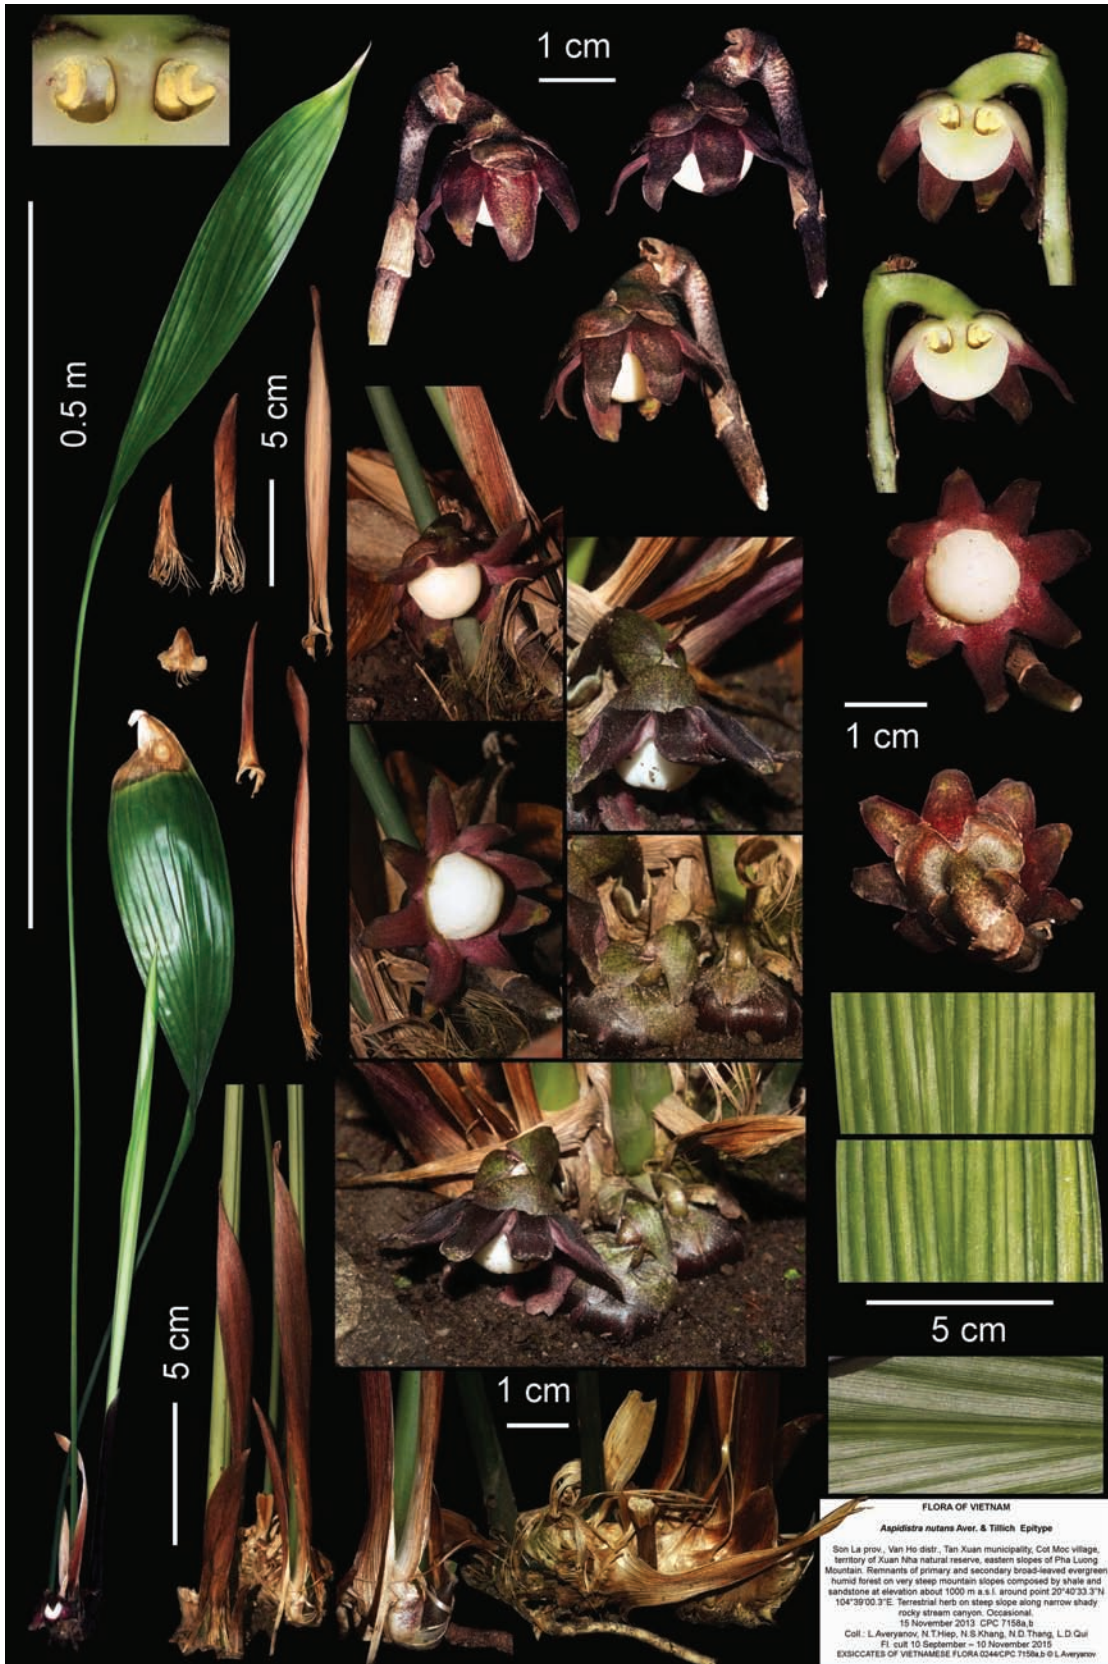 1 cm
0.5 m
5 cm
1 cm
5 cm
5 cm
1 cm
FLORA OF VIETNAM
Aspidistra nutans Aver. & Tillich Epitype
Son La prov., Van Ho distr., Tan Xuan municipality, Cot Moc village,
territory of Xuan Nha natural reserve, eastern slopes of Pha Luong
Mountain. Remnants of primary and secondary broad-leaved evergreen
humid forest on very steep mountain slopes composed by shale and
sandstone at elevation about 1000 m a.s.l. around point 20°40'33.3"N
104°39'00.3"E. Terrestrial herb on steep slope along narrow shady
rocky stream canyon. Occasional.
15 November 2013 CPC 7158a,b
Coll.: L.Averyanov, N.T.Hiep, N.S.Khang, N.D.Thang, L.D.Qui
Fl. cult 10 September – 10 November 2015
EXSICCATES OF VIETNAMESE FLORA 0244/CPC 7158a,b © L.Averyanov